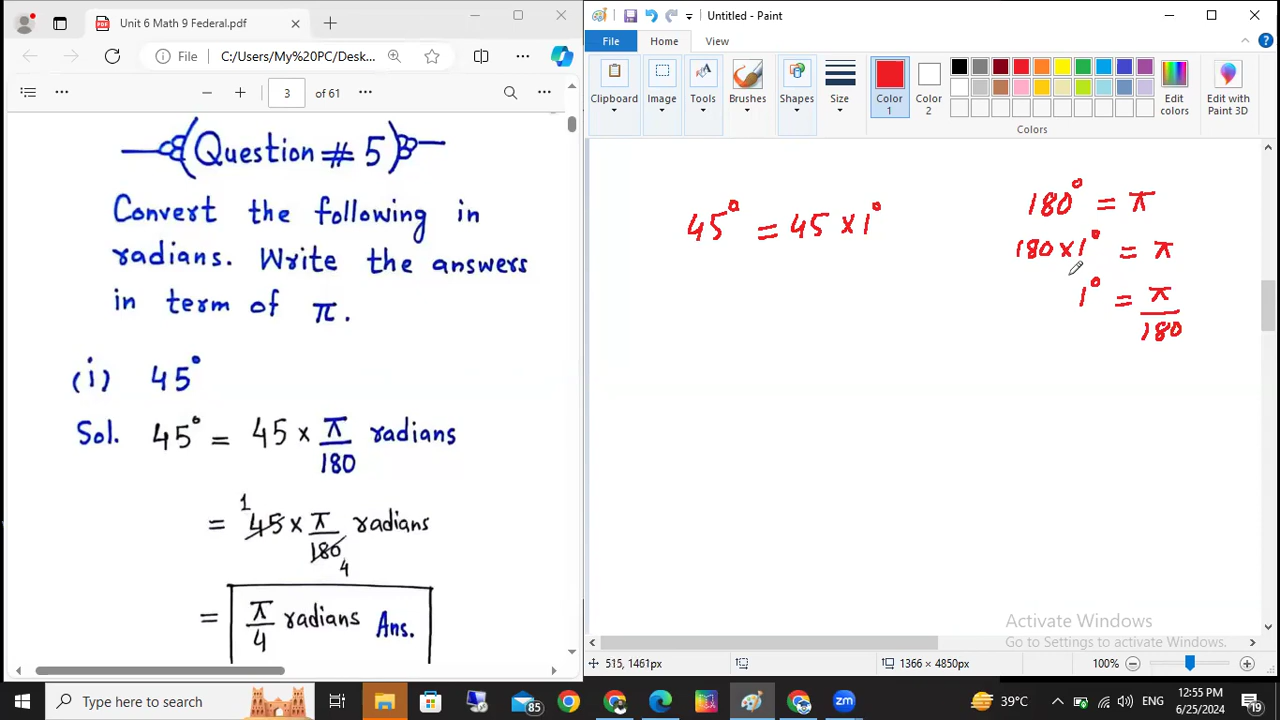 Unit 6 Math 9 Federal.pdf
File C:/Users/My%20PC/Desk...
3 of 61
(Question # 5)
Convert the following in
radians. Write the answers
in term of π.
(i) 45°
Sol. 45° = 45 × π/180 radians
= 1 45 × π/180 4 radians
= π/4 radians Ans.
Untitled - Paint
File Home View
Clipboard Image Tools Brushes Shapes Size Color 1 Color 2 Edit colors Edit with Paint 3D
Colors
45° = 45 × 1°
180° = π
180 × 1° = π
1° = π/180
Activate Windows
Go to Settings to activate Windows.
515, 1461px 1366 × 4850px 100%
Type here to search 85 zm 39°C ENG 12:55 PM
6/25/2024